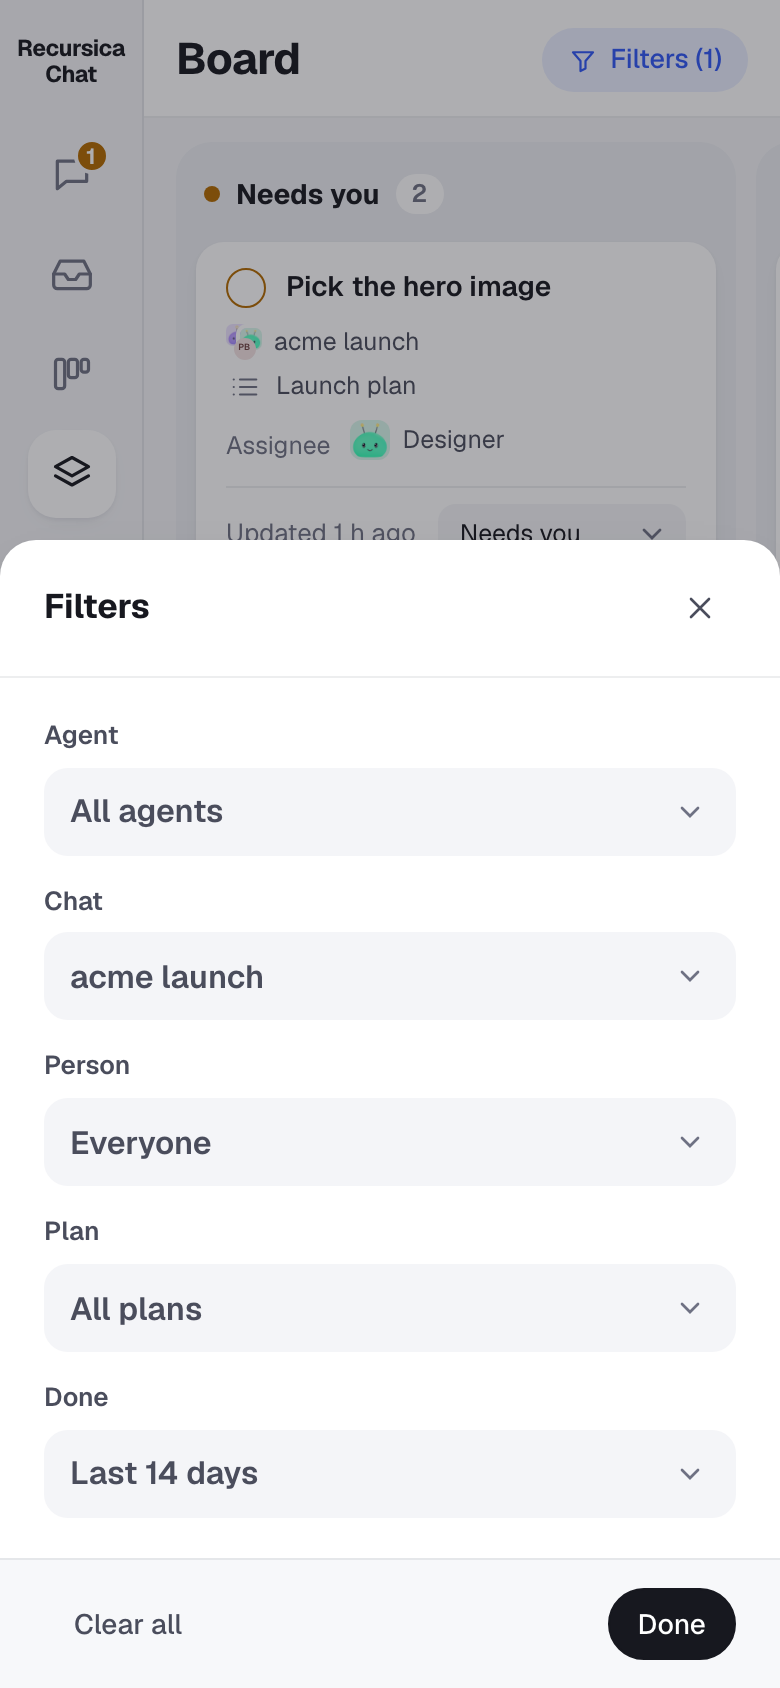 Recursica
Chat
Board
Filters (1)
1
Needs you
2
Pick the hero image
PB
acme launch
Launch plan
Assignee
Designer
Updated 1 h ago
Needs you
Filters
Agent
All agents
Chat
acme launch
Person
Everyone
Plan
All plans
Done
Last 14 days
Clear all
Done